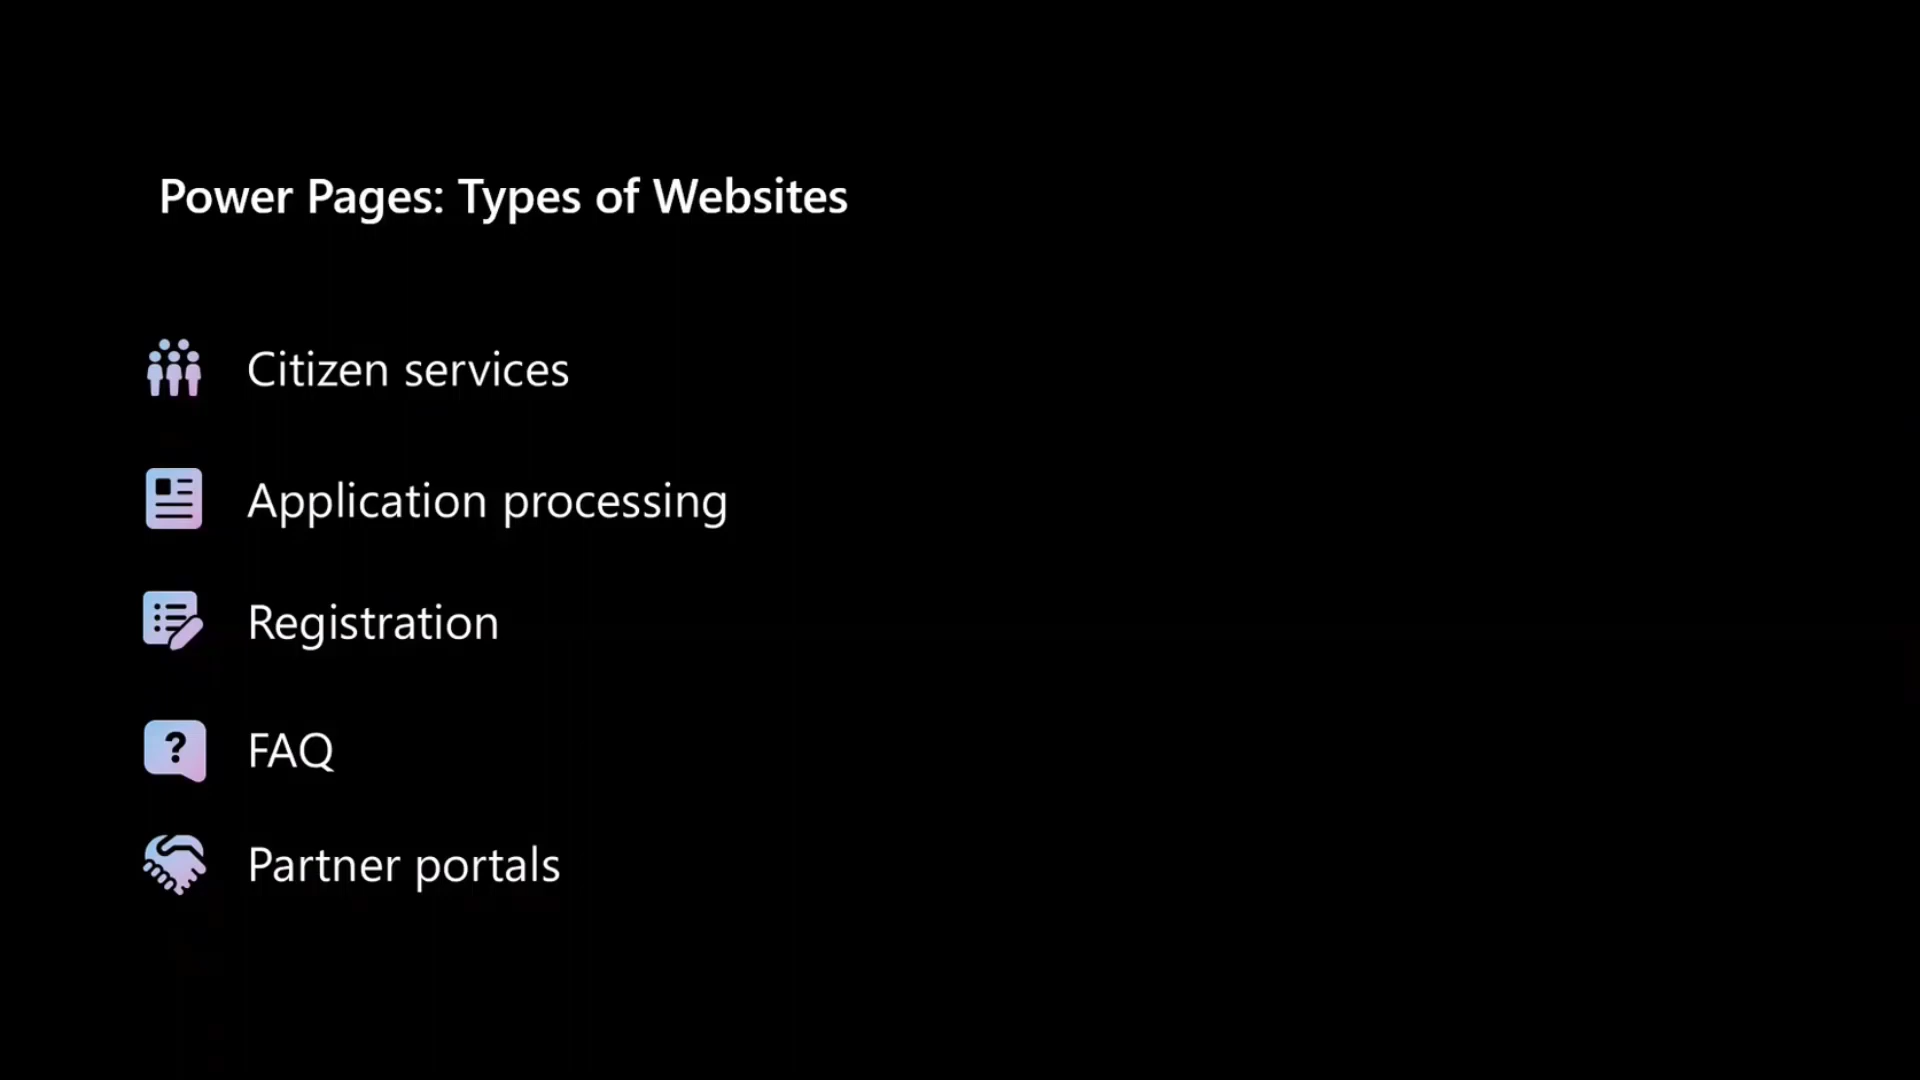 Power Pages: Types of Websites
Citizen services
Application processing
Registration
FAQ
Partner portals